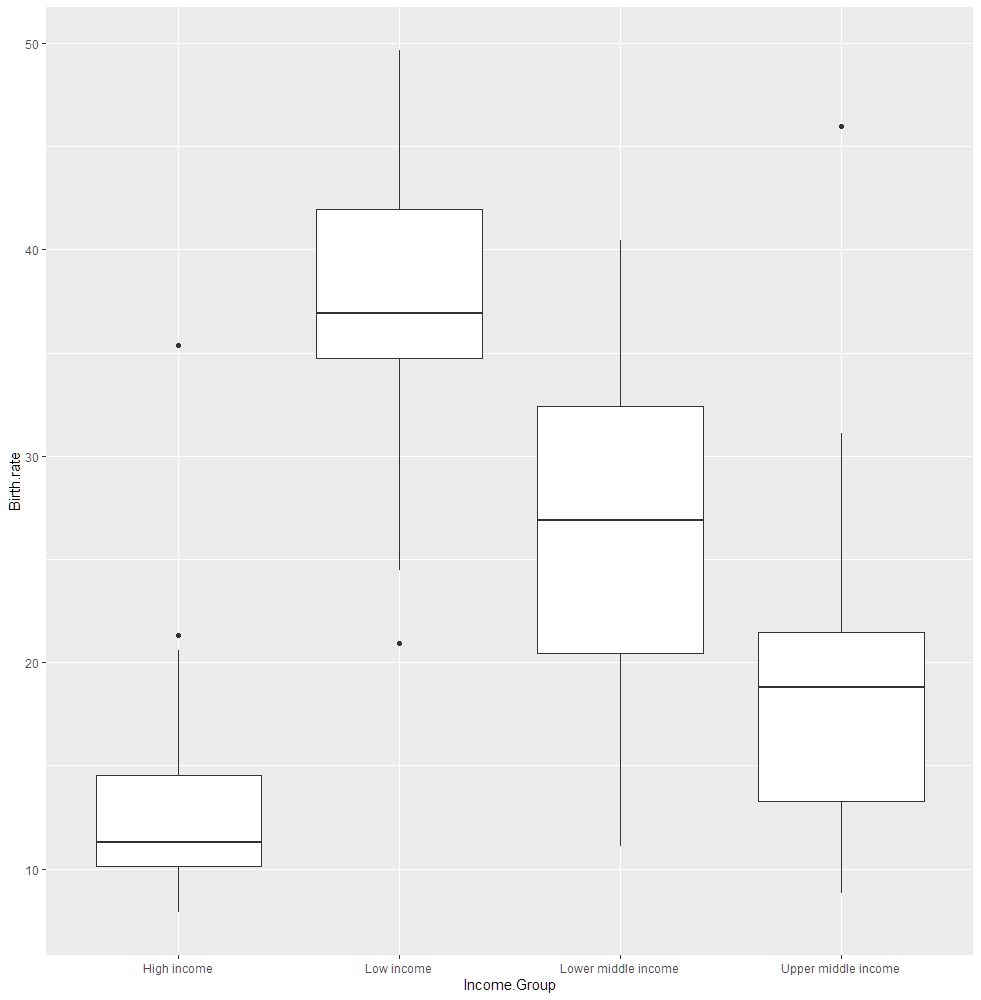 50
40
30
20
10
Birth.rate
High income
Low income
Lower middle income
Upper middle income
Income.Group